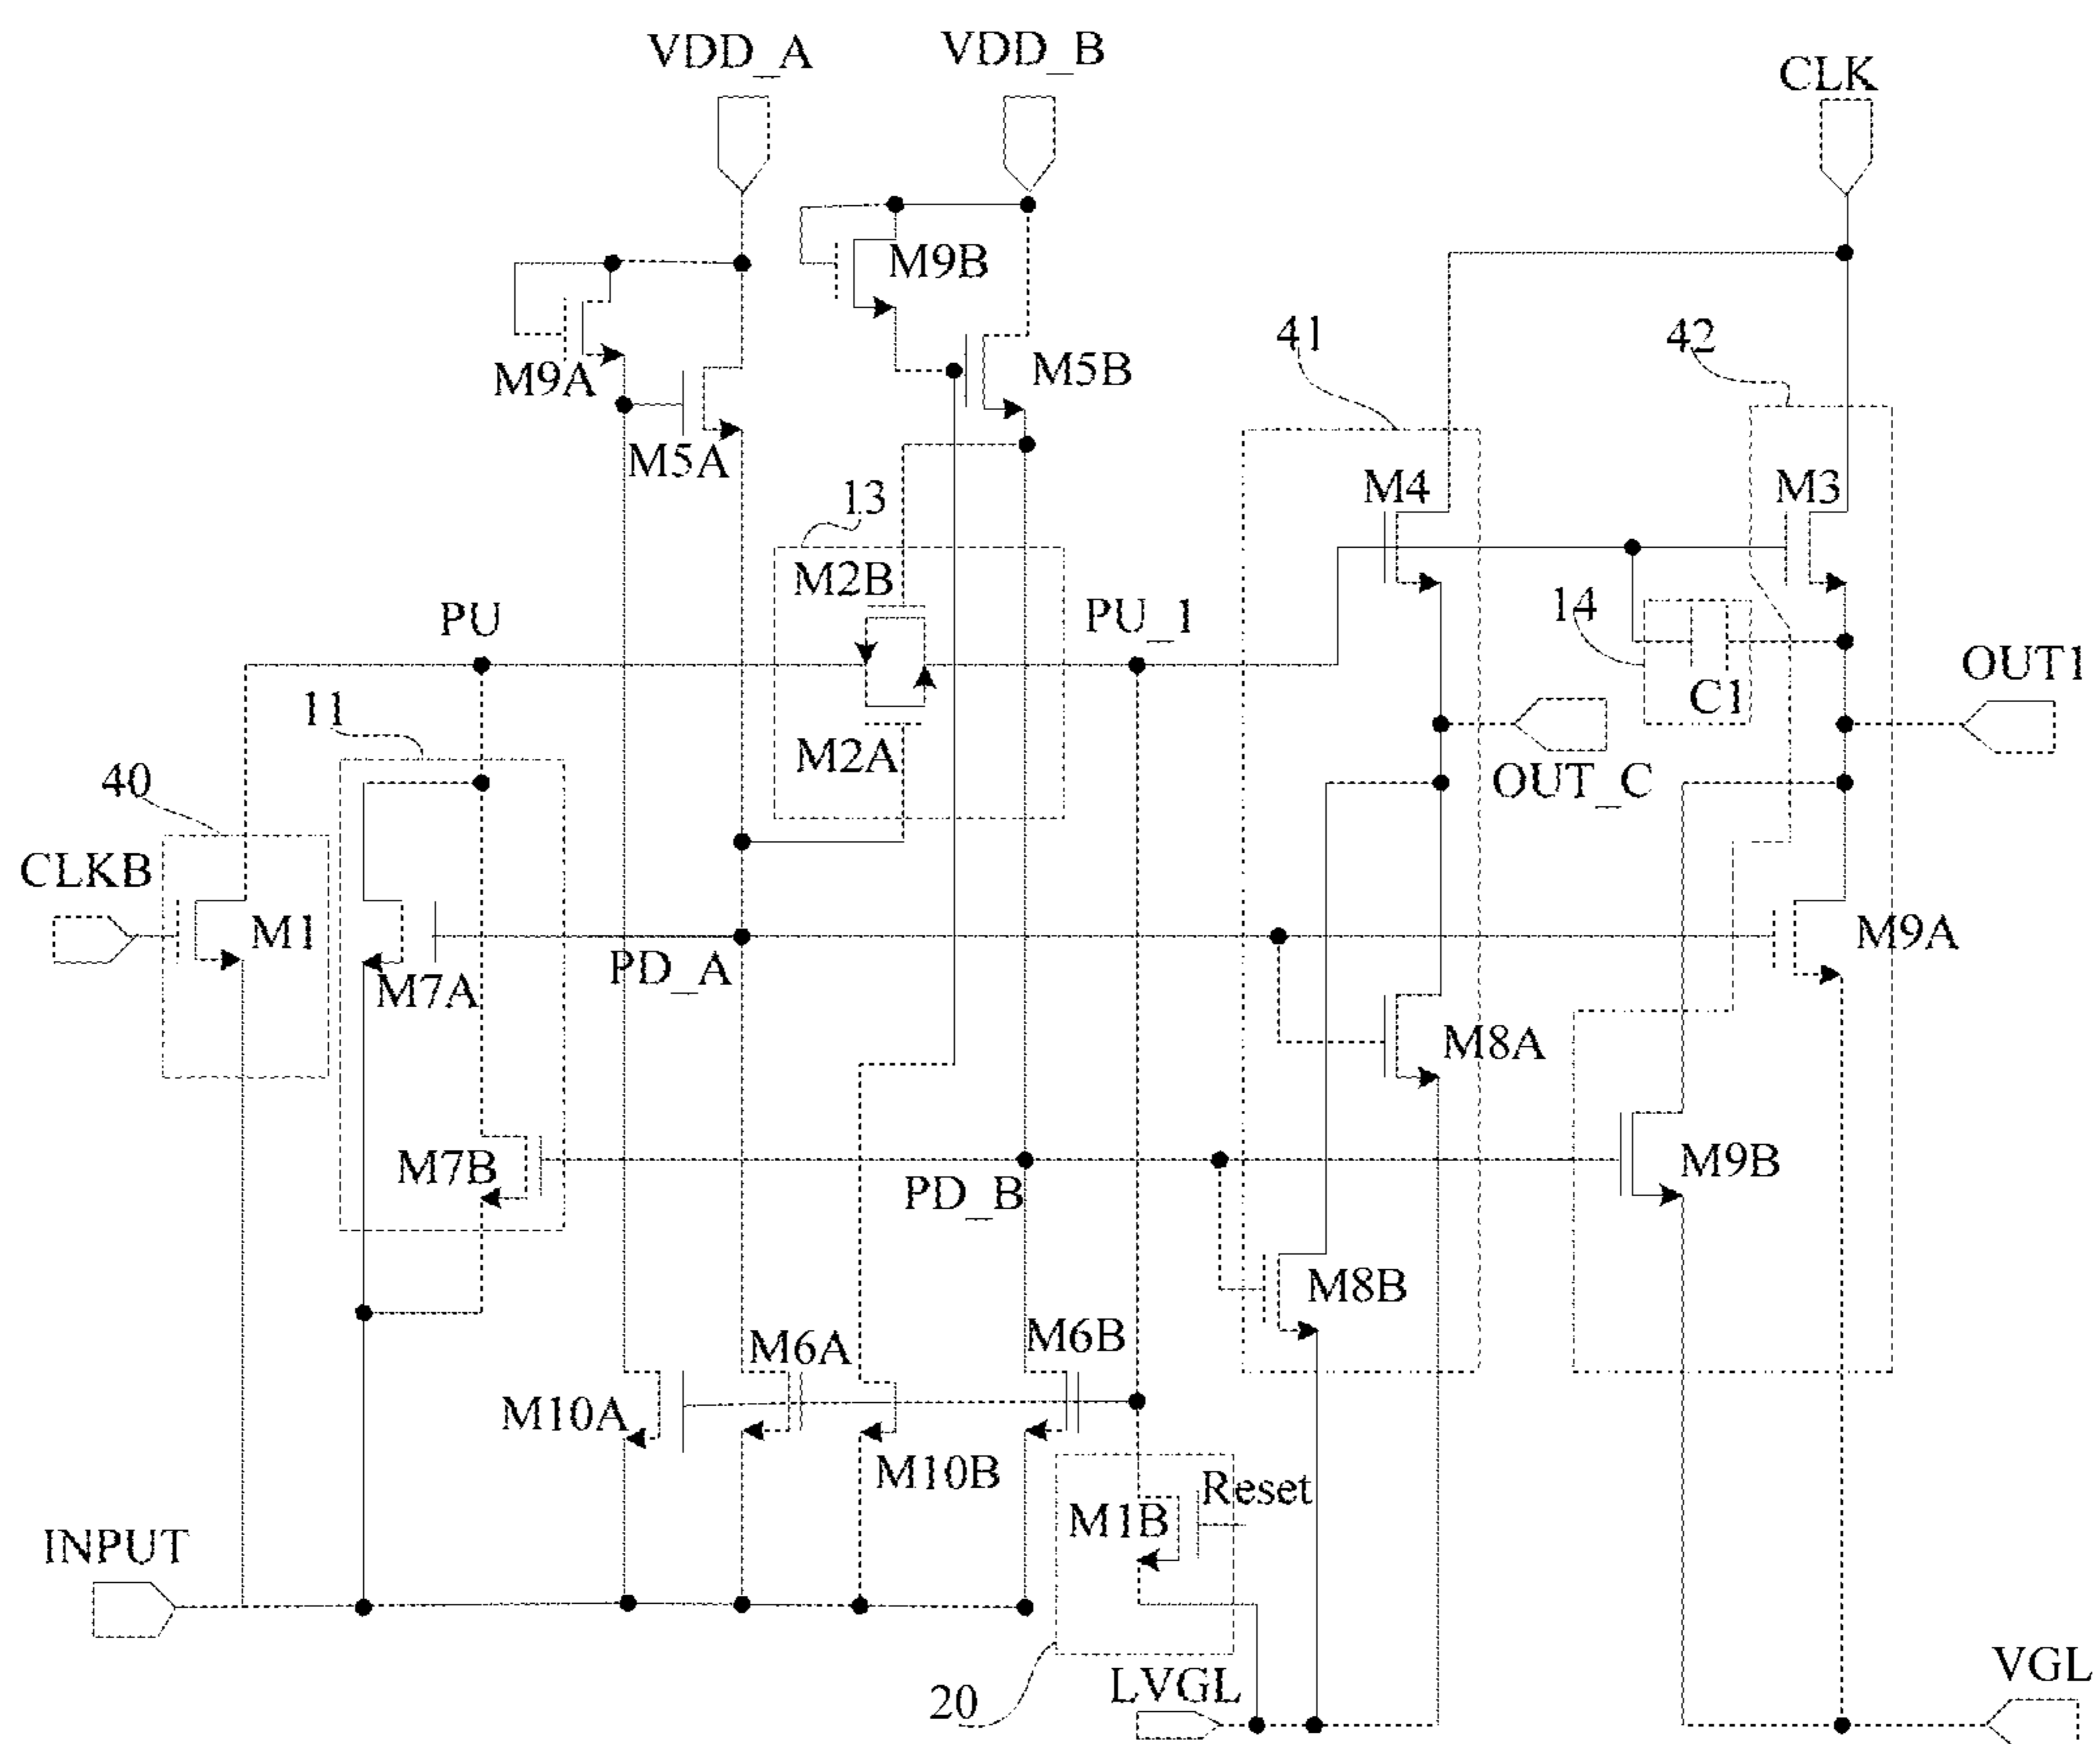 VDD_A
VDD_B
CLK
M9B
M9A
M5B
M5A
41
42
13
M4
M3
M2B
14
PU
PU_1
C1
OUT1
11
M2A
OUT_C
40
CLKB
M1
M7A
PD_A
M9A
M8A
M7B
PD_B
M9B
M8B
M6A
M6B
M10A
M10B
Reset
M1B
INPUT
20
LVGL
VGL